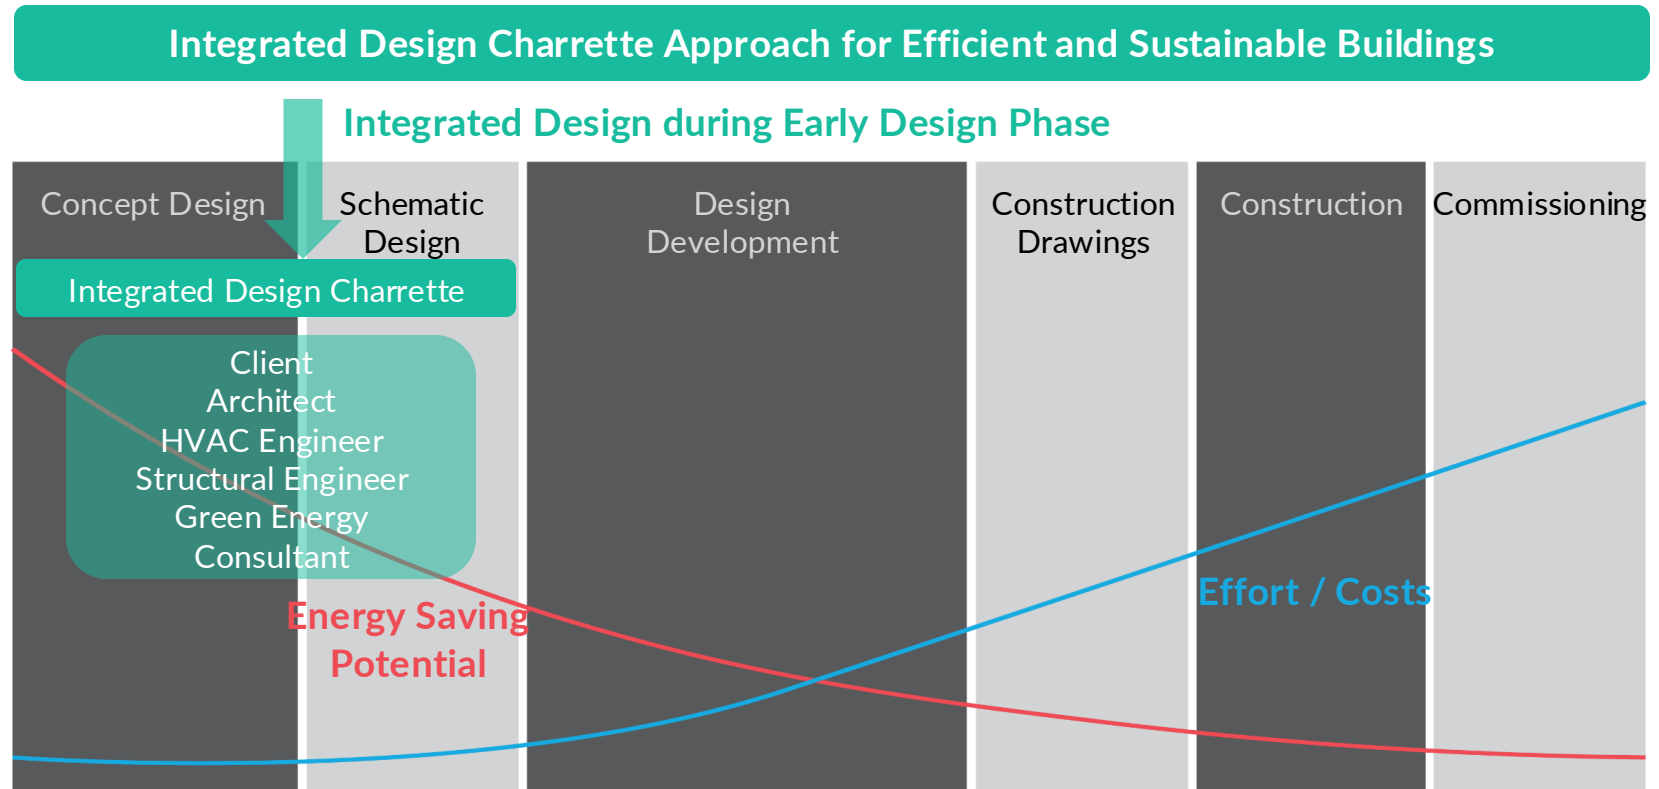 Integrated Design Charrette Approach for Efficient and Sustainable Buildings
Integrated Design during Early Design Phase
Concept Design
Schematic
Design
Design
Development
Construction
Drawings
Construction
Commissioning
Integrated Design Charrette
Client
Architect
HVAC Engineer
Structural Engineer
Green Energy
Consultant
Energy Saving
Potential
Effort / Costs